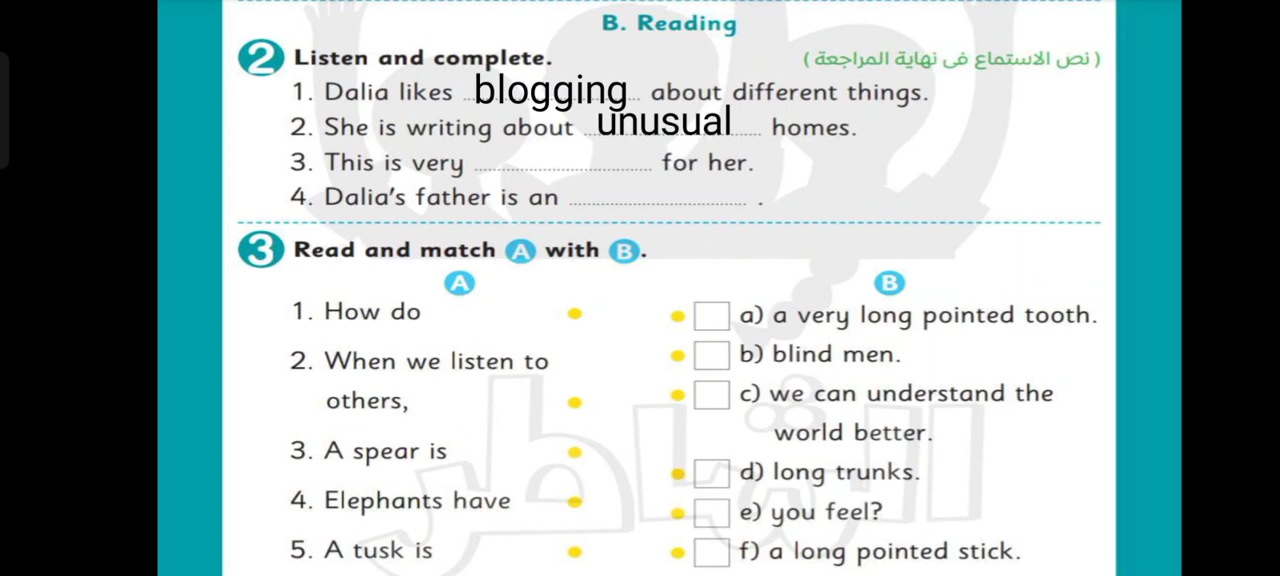 B. Reading
2 Listen and complete. ( نص الاستماع فى نهاية المراجعة )
1. Dalia likes ... blogging ... about different things.
2. She is writing about ... unusual ... homes.
3. This is very ........................ for her.
4. Dalia's father is an ........................ .
3 Read and match A with B.
A B
1. How do
a) a very long pointed tooth.
2. When we listen to
others,
b) blind men.
c) we can understand the
world better.
3. A spear is
d) long trunks.
4. Elephants have
e) you feel?
5. A tusk is
f) a long pointed stick.